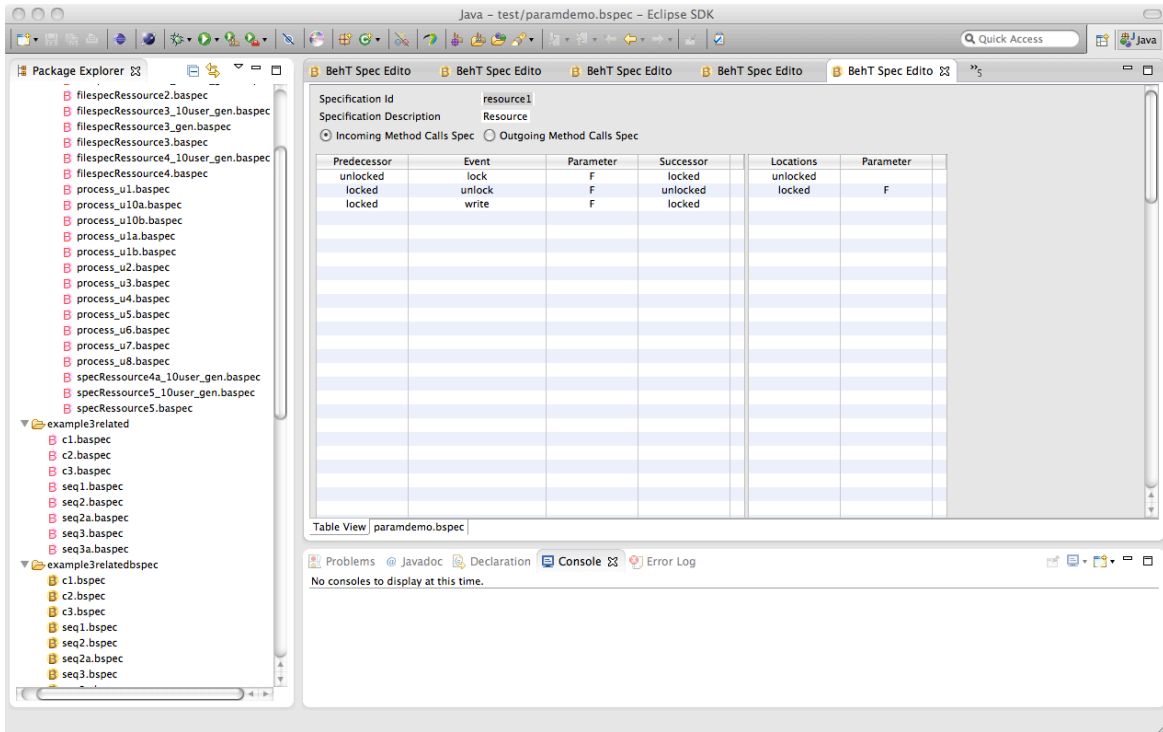 Java – test/paramdemo.bspec – Eclipse SDK
Quick Access
Java
Package Explorer
filespecRessource2.baspec
filespecRessource3_10user_gen.baspec
filespecRessource3_gen.baspec
filespecRessource3.baspec
filespecRessource4_10user_gen.baspec
filespecRessource4.baspec
process_u1.baspec
process_u10a.baspec
process_u10b.baspec
process_u1a.baspec
process_u1b.baspec
process_u2.baspec
process_u3.baspec
process_u4.baspec
process_u5.baspec
process_u6.baspec
process_u7.baspec
process_u8.baspec
specRessource4a_10user_gen.baspec
specRessource5_10user_gen.baspec
specRessource5.baspec
example3related
c1.baspec
c2.baspec
c3.baspec
seq1.baspec
seq2.baspec
seq2a.baspec
seq3.baspec
seq3a.baspec
example3relatedbspec
c1.bspec
c2.bspec
c3.bspec
seq1.bspec
seq2.bspec
seq2a.bspec
seq3.bspec
BehT Spec Edito BehT Spec Edito BehT Spec Edito BehT Spec Edito BehT Spec Edito »5
Specification Id resource1
Specification Description Resource
Incoming Method Calls Spec Outgoing Method Calls Spec
Predecessor Event Parameter Successor Locations Parameter
unlocked lock F locked unlocked
locked unlock F unlocked locked F
locked write F locked
Table View paramdemo.bspec
Problems @ Javadoc Declaration Console Error Log
No consoles to display at this time.